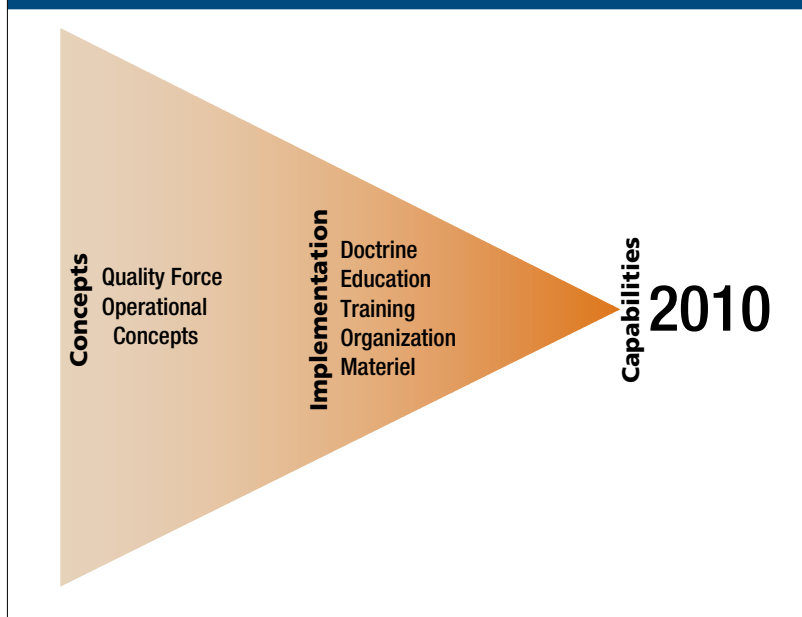 Concepts
Quality Force
Operational
Concepts
Implementation
Doctrine
Education
Training
Organization
Materiel
Capabilities
2010